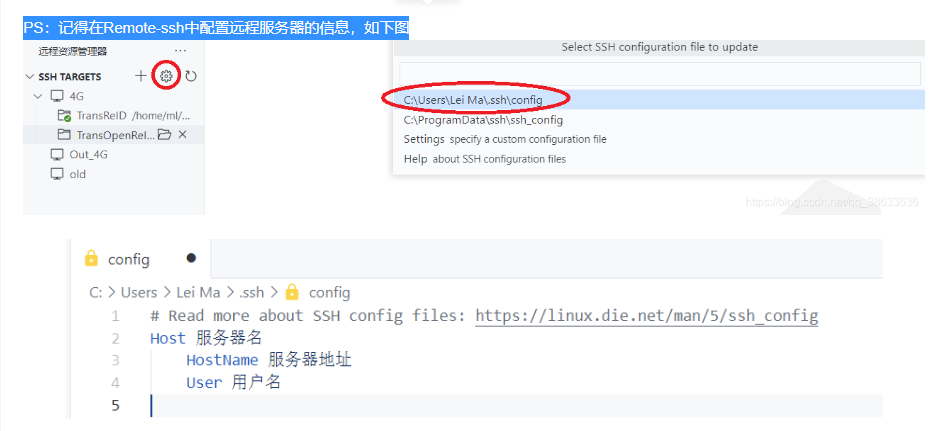 PS：记得在Remote-ssh中配置远程服务器的信息，如下图
远程资源管理器 ···
SSH TARGETS
4G
TransReID /home/ml/...
TransOpenReI...
Out_4G
old
Select SSH configuration file to update
C:\Users\Lei Ma\.ssh\config
C:\ProgramData\ssh\ssh_config
Settings specify a custom configuration file
Help about SSH configuration files
https://blog.csdn.net/qq_38633536
config
C: > Users > Lei Ma > .ssh > config
1 # Read more about SSH config files: https://linux.die.net/man/5/ssh_config
2 Host 服务器名
3 HostName 服务器地址
4 User 用户名
5